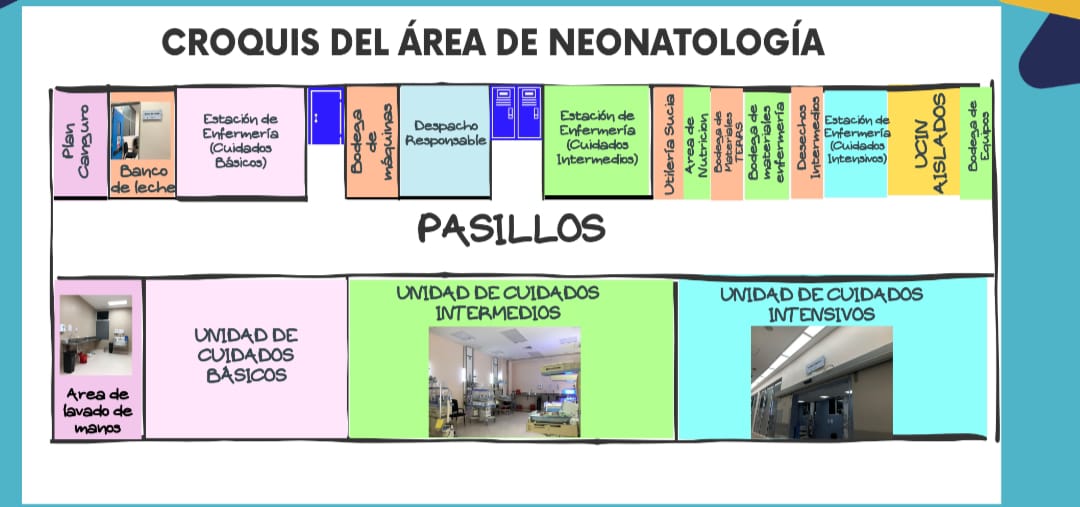 CROQUIS DEL ÁREA DE NEONATOLOGÍA
Plan
Canguro
Banco
de leche
Estación de
Enfermería
(Cuidados
Básicos)
Bodega
de
máquinas
Despacho
Responsable
Estación de
Enfermería
(Cuidados
Intermedios)
Utilería Sucia
Area de
Nutricion
Bodega de
Materiales
TERAS
Bodega de
materiales
enfermería
Desechos
Intermedios
Estación de
Enfermería
(Cuidados
Intensivos)
UCIN
AISLADOS
Bodega de
Equipos
PASILLOS
Area de
lavado de
manos
UNIDAD DE
CUIDADOS
BÁSICOS
UNIDAD DE CUIDADOS
INTERMEDIOS
UNIDAD DE CUIDADOS
INTENSIVOS